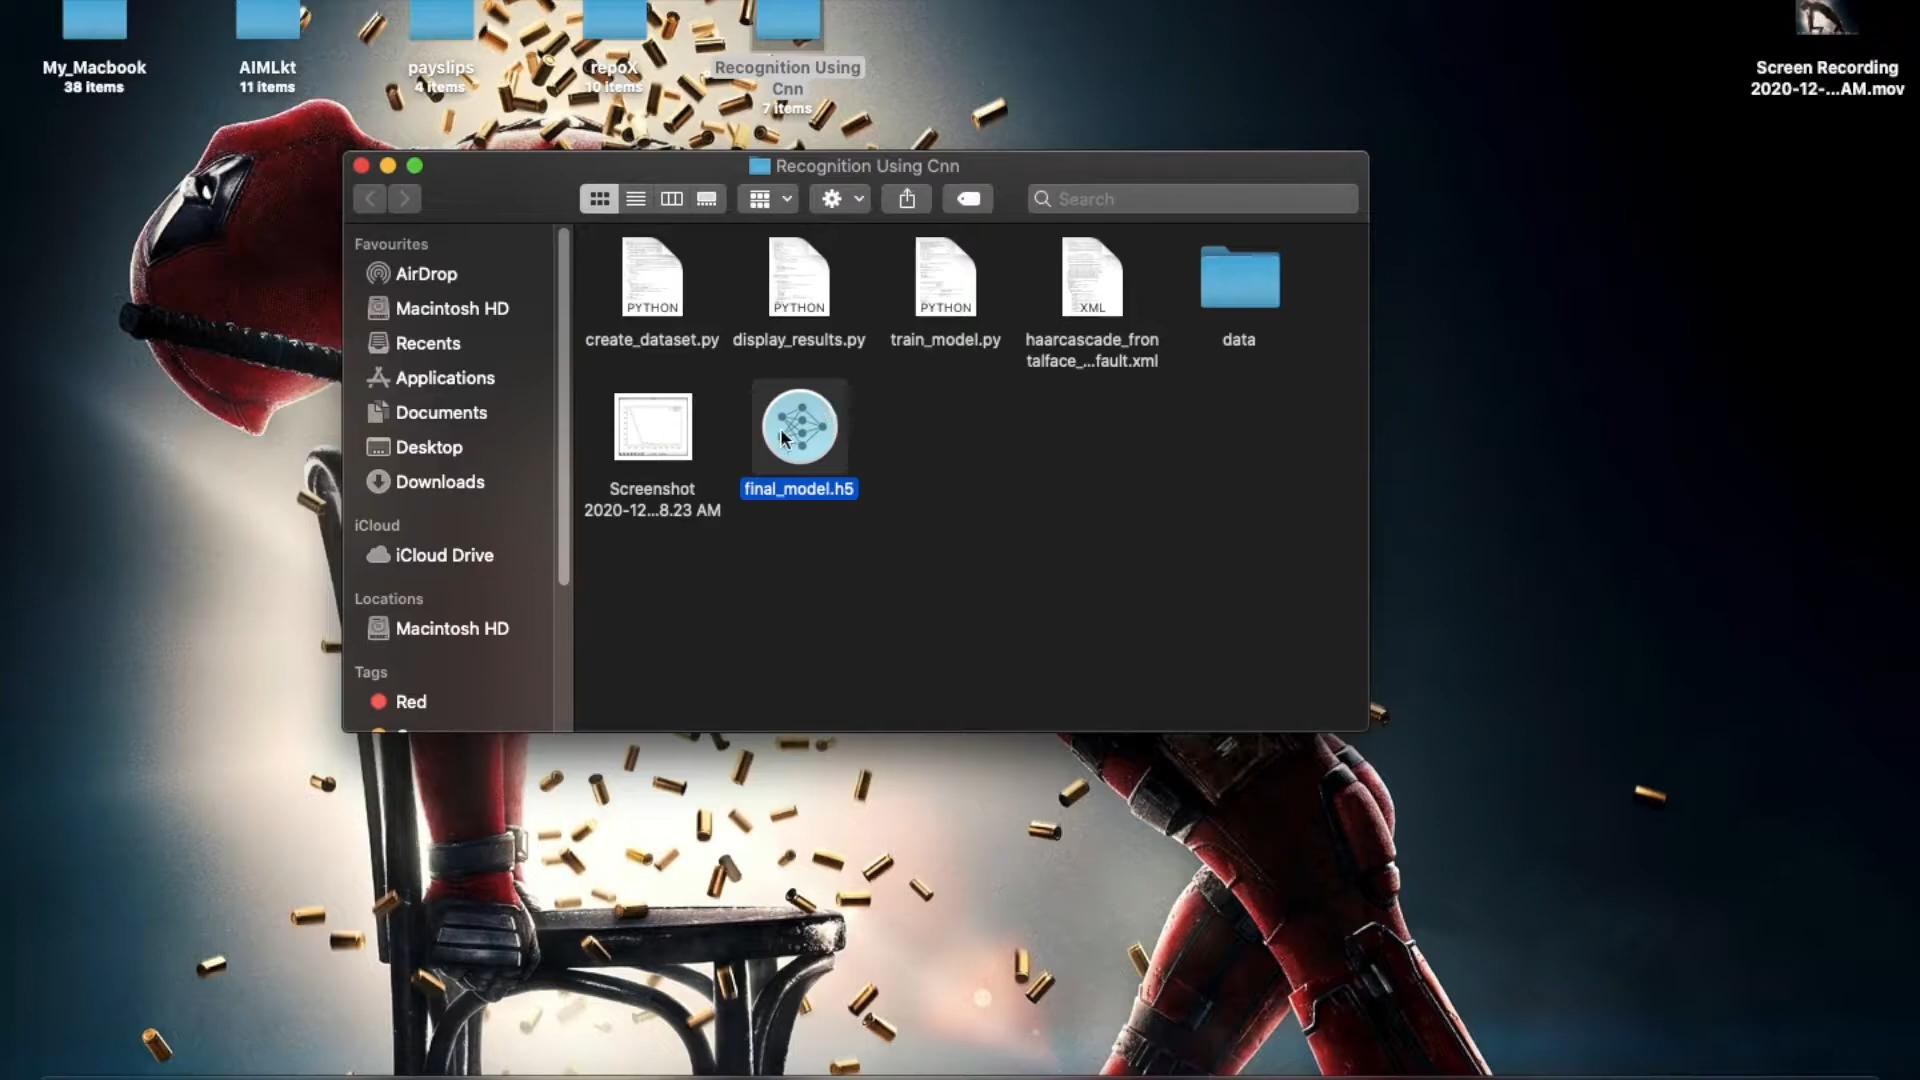 My_Macbook
38 items
AIMLkt
11 items
payslips
4 items
repoX
10 items
Recognition Using
Cnn
7 items
Screen Recording
2020-12-...AM.mov
Recognition Using Cnn
Search
Favourites
AirDrop
Macintosh HD
Recents
Applications
Documents
Desktop
Downloads
iCloud
iCloud Drive
Locations
Macintosh HD
Tags
Red
PYTHON
create_dataset.py
PYTHON
display_results.py
PYTHON
train_model.py
XML
haarcascade_fron
talface_...fault.xml
data
Screenshot
2020-12...8.23 AM
final_model.h5